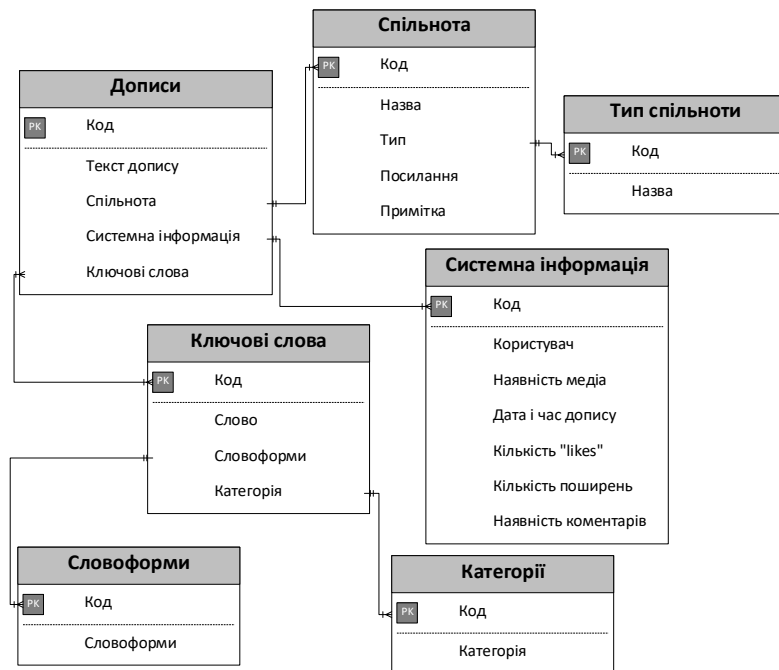 Спільнота
PK Код
Назва
Тип
Посилання
Примітка
Дописи
PK Код
Текст допису
Спільнота
Системна інформація
Ключові слова
Тип спільноти
PK Код
Назва
Системна інформація
PK Код
Користувач
Наявність медіа
Дата і час допису
Кількість "likes"
Кількість поширень
Наявність коментарів
Ключові слова
PK Код
Слово
Словоформи
Категорія
Словоформи
PK Код
Словоформи
Категорії
PK Код
Категорія